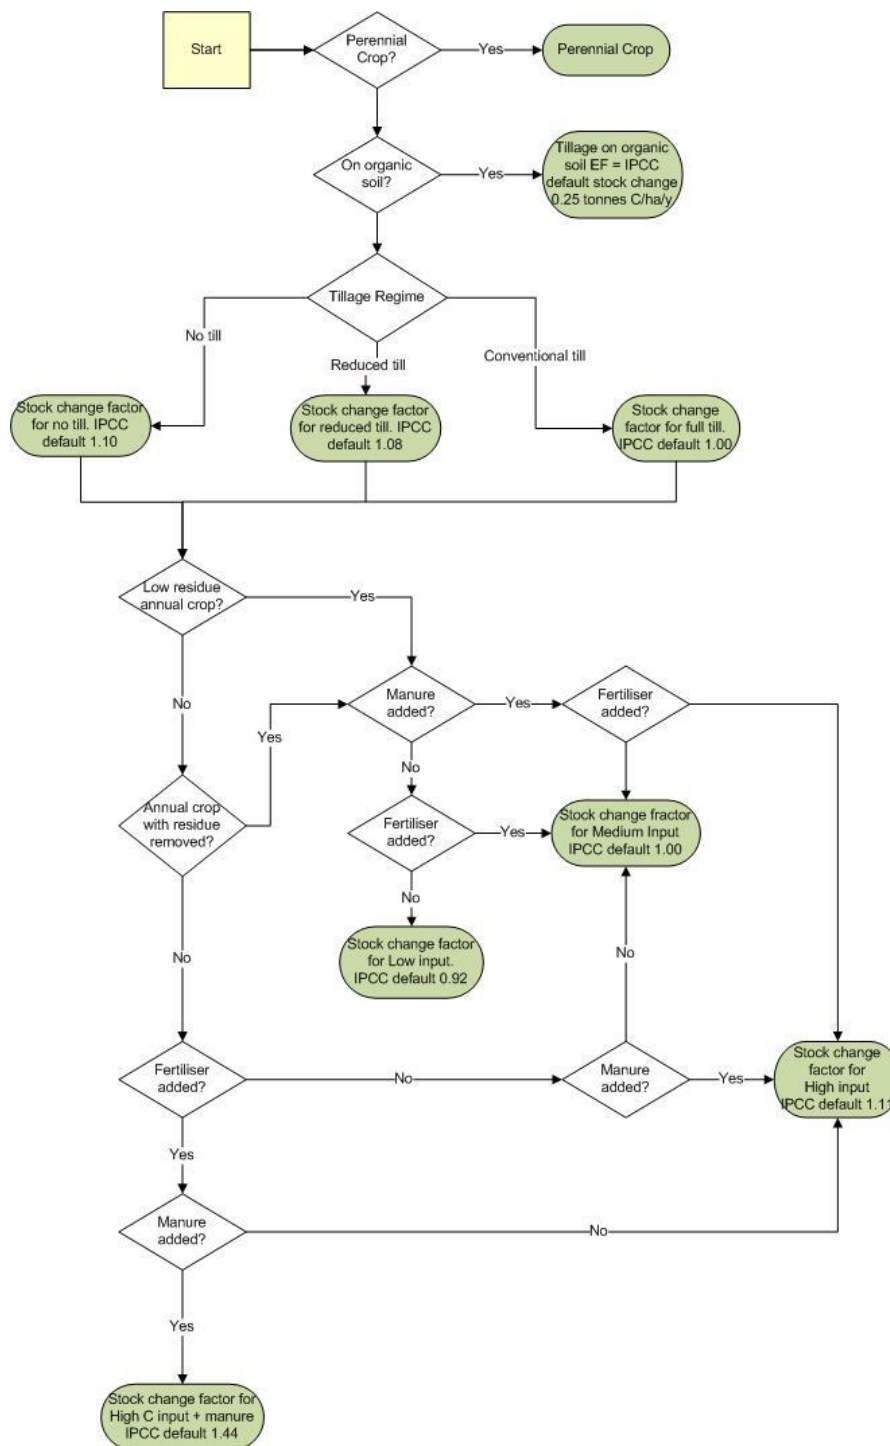 Start
Perennial
Crop?
Yes
Perennial Crop
On organic
soil?
Yes
Tillage on organic
soil EF = IPCC
default stock change
0.25 tonnes C/ha/y
Tillage Regime
No till
Reduced till
Conventional till
Stock change factor
for no till. IPCC
default 1.10
Stock change factor
for reduced till. IPCC
default 1.08
Stock change
factor for full till.
IPCC default 1.00
Low residue
annual crop?
Yes
No
Manure
added?
Yes
Fertiliser
added?
Yes
No
Annual crop
with residue
removed?
Fertiliser
added?
Yes
Stock change fractor
for Medium Input
IPCC default 1.00
No
Stock change factor
for Low input.
IPCC default 0.92
No
No
Fertiliser
added?
No
Manure
added?
Yes
Stock change
factor for
High input
IPCC default 1.11
Yes
Manure
added?
No
Yes
Stock change factor for
High C input + manure
IPCC default 1.44